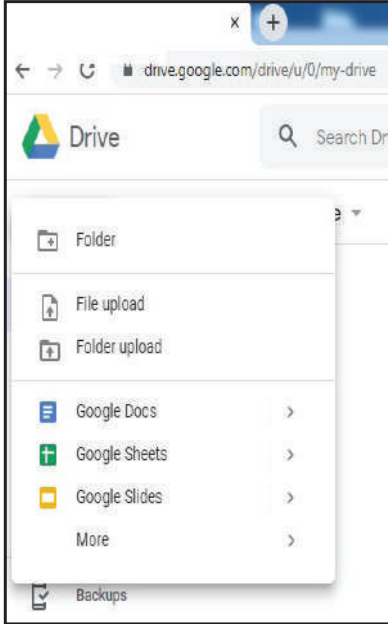 drive.google.com/drive/u/0/my-drive
Drive
Search Dr
e
Folder
File upload
Folder upload
Google Docs
Google Sheets
Google Slides
More
Backups